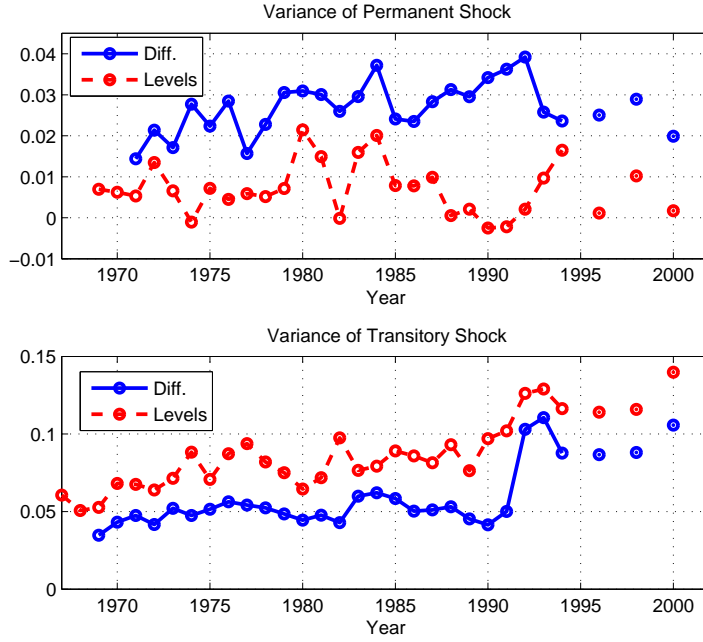 Variance of Permanent Shock
0.04
0.03
0.02
0.01
0
−0.01
Diff.
Levels
1970 1975 1980 1985 1990 1995 2000
Year
Variance of Transitory Shock
0.15
0.1
0.05
0
Diff.
Levels
1970 1975 1980 1985 1990 1995 2000
Year